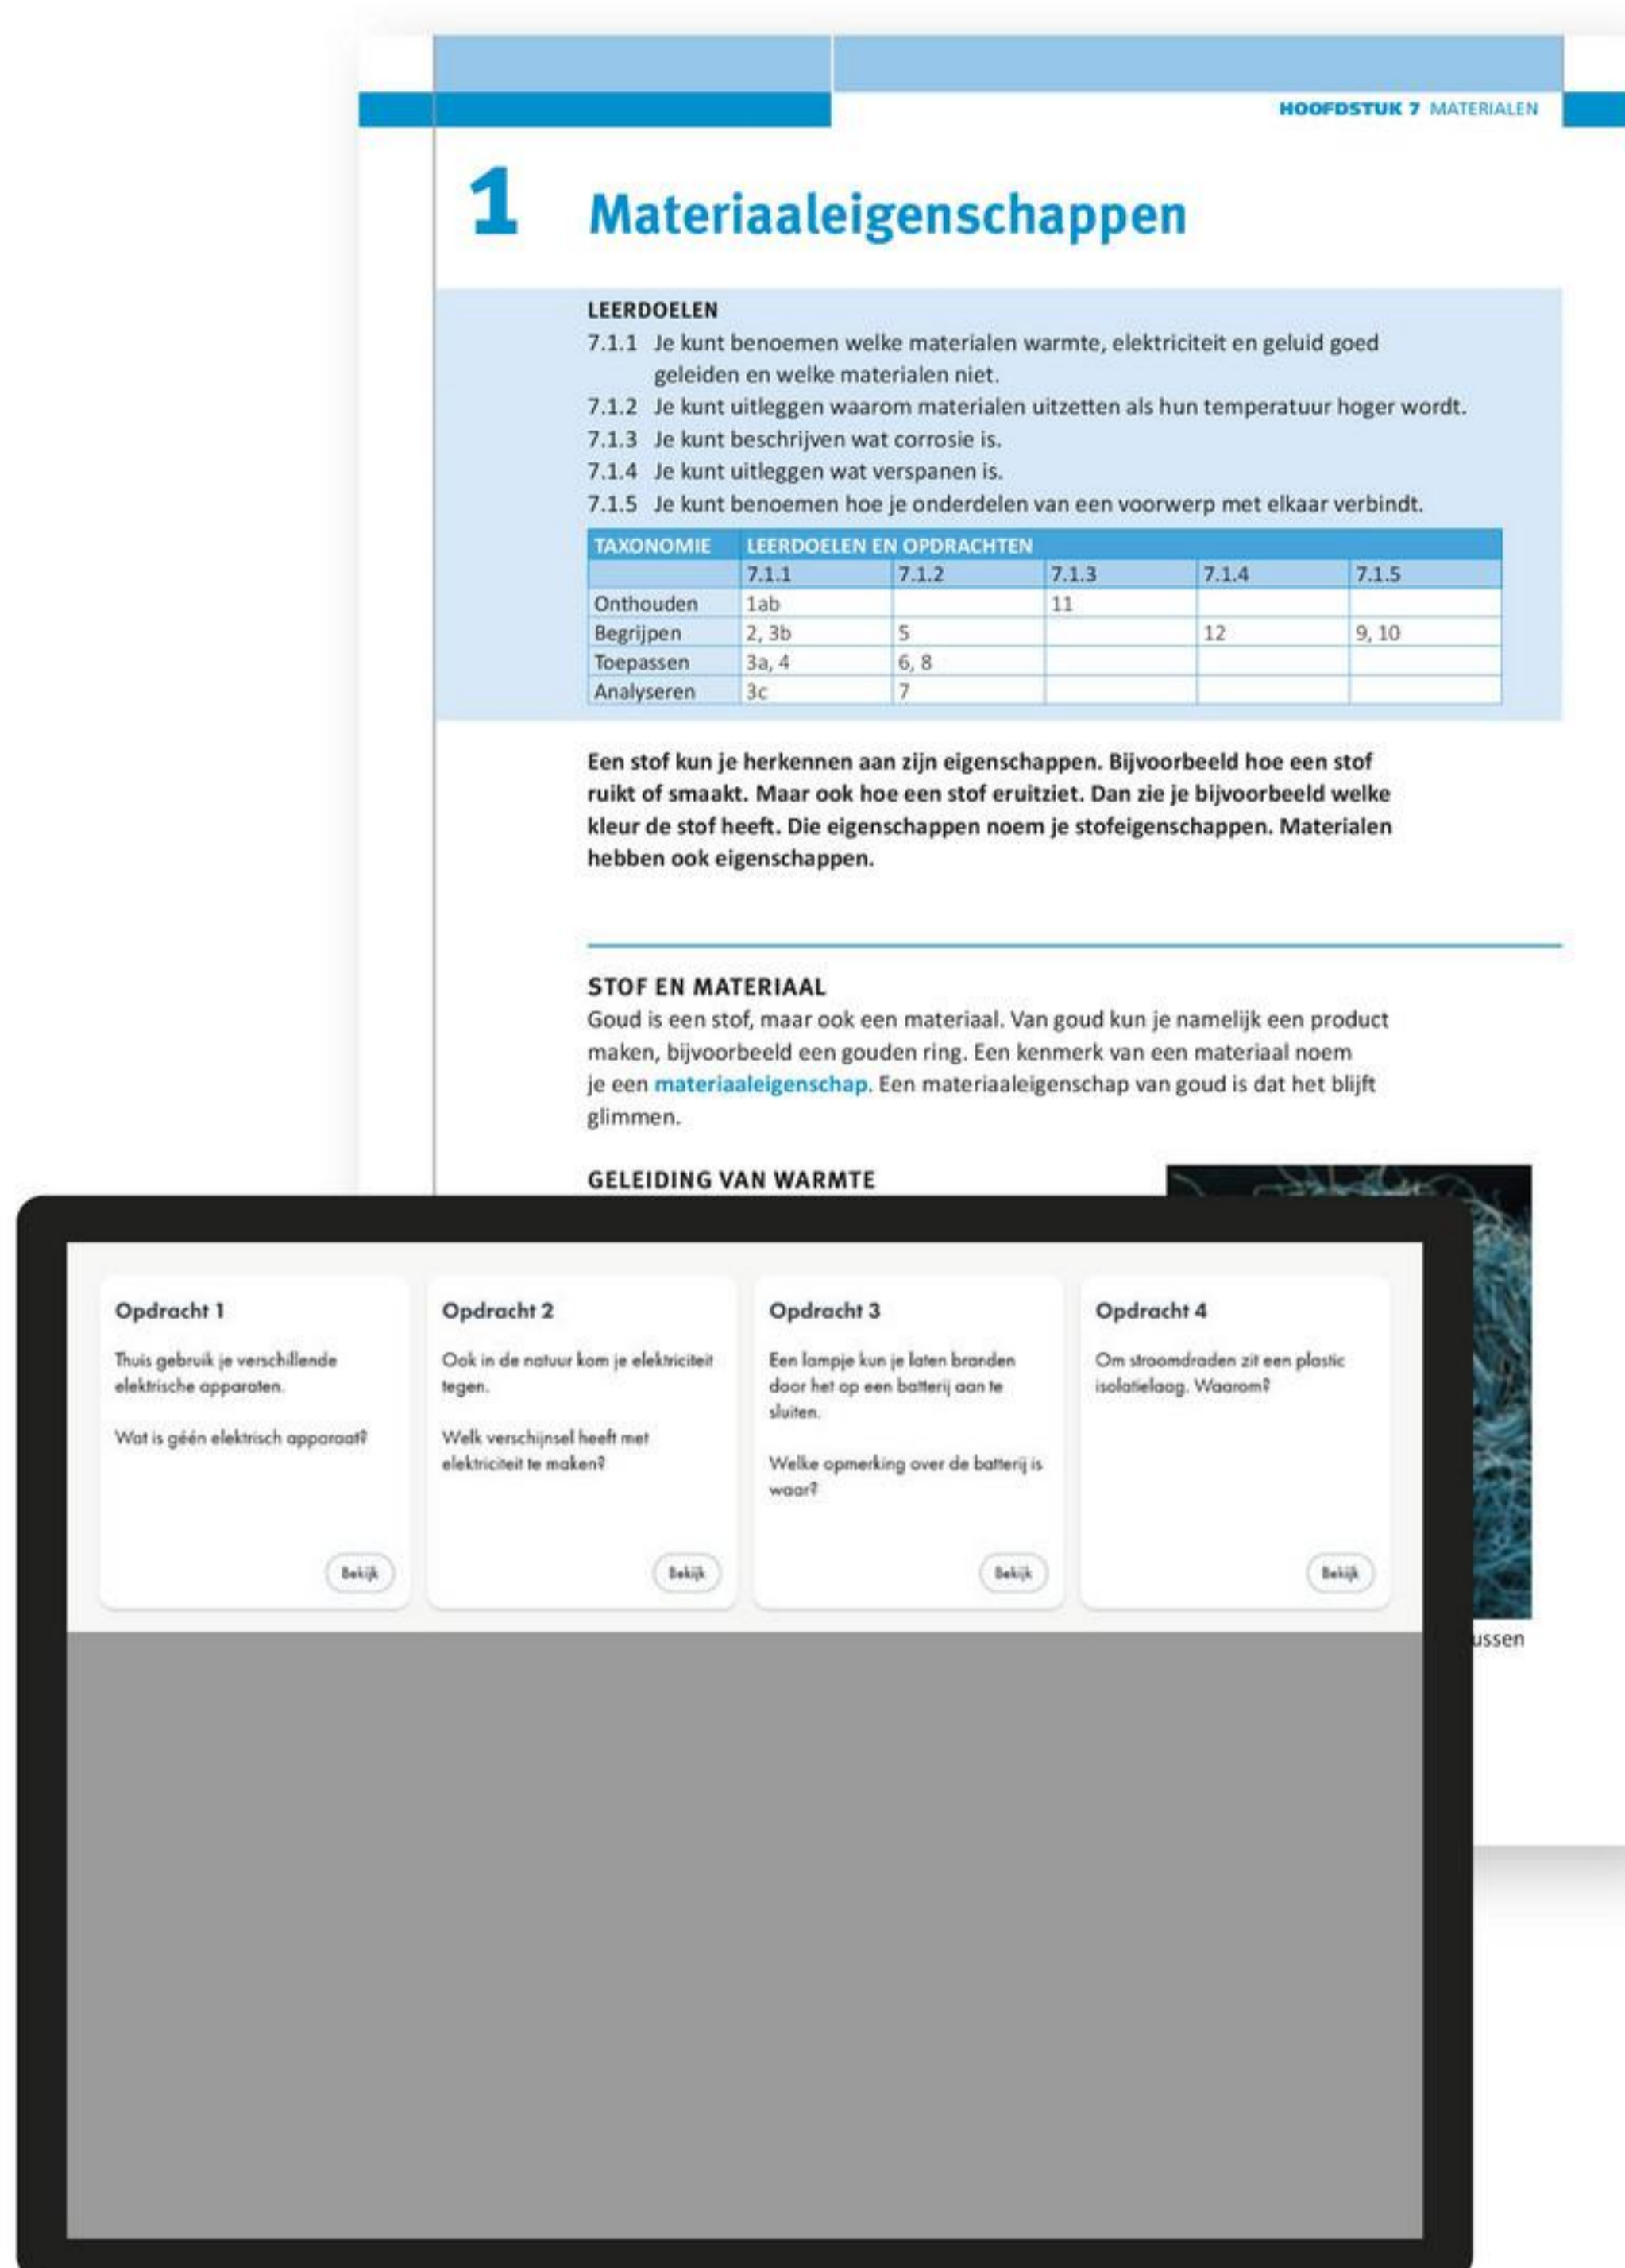 HOOFDSTUK 7 MATERIALEN
1 Materiaaleigenschappen
LEERDOELEN
7.1.1 Je kunt benoemen welke materialen warmte, elektriciteit en geluid goed
geleiden en welke materialen niet.
7.1.2 Je kunt uitleggen waarom materialen uitzetten als hun temperatuur hoger wordt.
7.1.3 Je kunt beschrijven wat corrosie is.
7.1.4 Je kunt uitleggen wat verspanen is.
7.1.5 Je kunt benoemen hoe je onderdelen van een voorwerp met elkaar verbindt.
TAXONOMIE LEERDOELEN EN OPDRACHTEN
7.1.1 7.1.2 7.1.3 7.1.4 7.1.5
Onthouden 1ab 11
Begrijpen 2, 3b 5 12 9, 10
Toepassen 3a, 4 6, 8
Analyseren 3c 7
Een stof kun je herkennen aan zijn eigenschappen. Bijvoorbeeld hoe een stof
ruikt of smaakt. Maar ook hoe een stof eruitziet. Dan zie je bijvoorbeeld welke
kleur de stof heeft. Die eigenschappen noem je stofeigenschappen. Materialen
hebben ook eigenschappen.
STOF EN MATERIAAL
Goud is een stof, maar ook een materiaal. Van goud kun je namelijk een product
maken, bijvoorbeeld een gouden ring. Een kenmerk van een materiaal noem
je een materiaaleigenschap. Een materiaaleigenschap van goud is dat het blijft
glimmen.
GELEIDING VAN WARMTE
Opdracht 1
Thuis gebruik je verschillende
elektrische apparaten.
Wat is géén elektrisch apparaat?
Bekijk
Opdracht 2
Ook in de natuur kom je elektriciteit
tegen.
Welk verschijnsel heeft met
elektriciteit te maken?
Bekijk
Opdracht 3
Een lampje kun je laten branden
door het op een batterij aan te
sluiten.
Welke opmerking over de batterij is
waar?
Bekijk
Opdracht 4
Om stroomdraden zit een plastic
isolatielaag. Waarom?
Bekijk
ussen